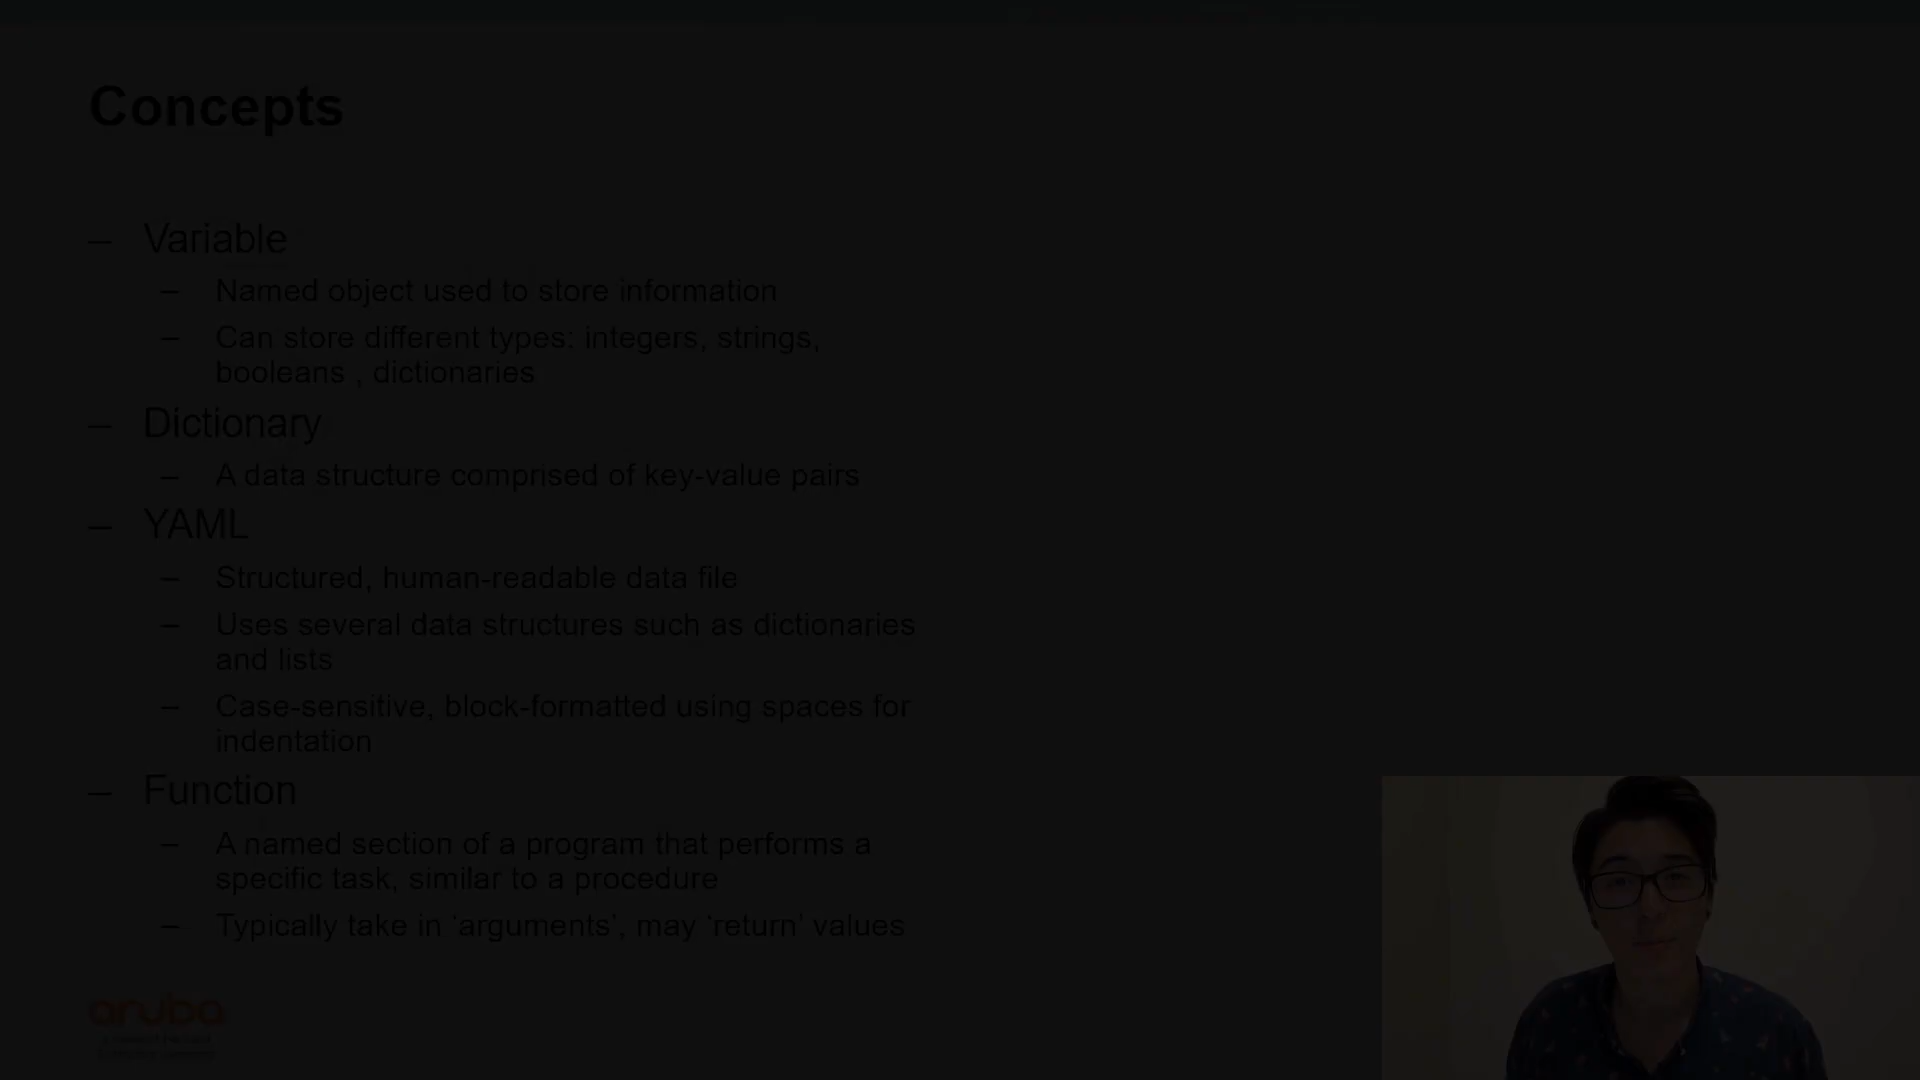 Concepts
– Variable
– Named object used to store information
– Can store different types: integers, strings,
booleans , dictionaries
– Dictionary
– A data structure comprised of key-value pairs
– YAML
– Structured, human-readable data file
– Uses several data structures such as dictionaries
and lists
– Case-sensitive, block-formatted using spaces for
indentation
– Function
– A named section of a program that performs a
specific task, similar to a procedure
– Typically take in ‘arguments’, may ‘return’ values
aruba